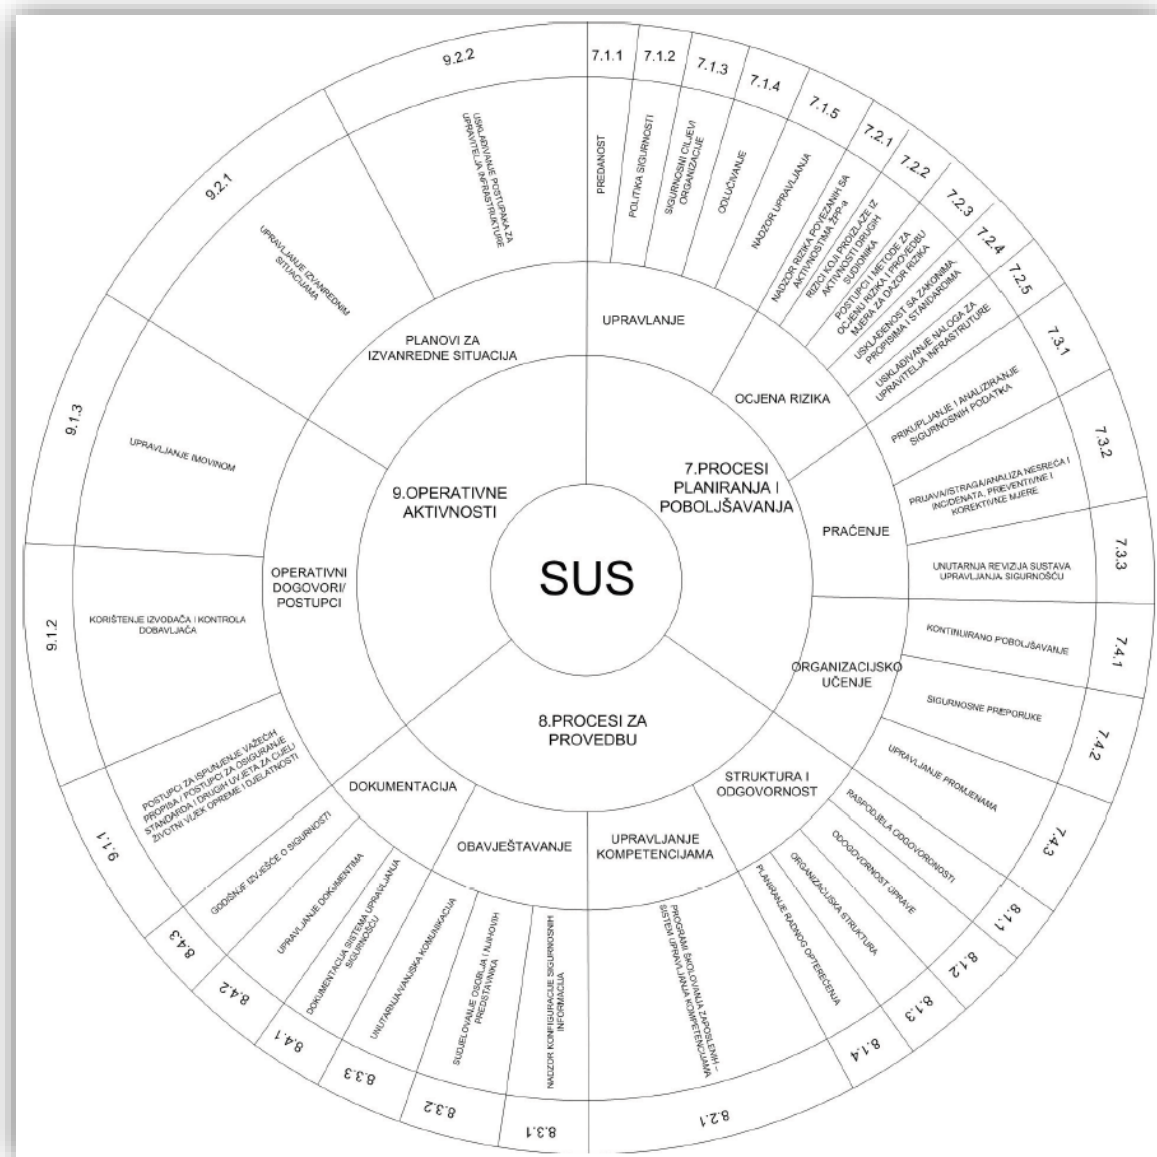 SUS
7.PROCESI
PLANIRANJA I
POBOLJŠAVANJA
UPRAVLANJE
7.1.1
PREDANOST
7.1.2
POLITIKA SIGURNOSTI
7.1.3
SIGURNOSNI CILJEVI
ORGANIZACIJE
7.1.4
ODLUČIVANJE
7.1.5
NADZOR UPRAVLJANJA
OCJENA RIZIKA
7.2.1
NADZOR RIZIKA POVEZANIH SA
AKTIVNOSTIMA ŽPP-a
7.2.2
RIZICI KOJI PROIZLAZE IZ
AKTIVNOSTI DRUGIH
SUDIONIKA
7.2.3
POSTUPCI I METODE ZA
OCJENU RIZIKA I PROVEDBU
MJERA ZA DAZOR RIZIKA
7.2.4
USKLAĐENOST SA ZAKONIMA,
PROPISIMA I STANDARDIMA
7.2.5
USKLAĐIVANJE NALOGA ZA
UPRAVITELJA INFRASTRUTURE
PRAČENJE
7.3.1
PRIKUPLJANJE I ANALIZIRANJE
SIGURNOSNIH PODATIKA
7.3.2
PRIJAVA/ISTRAGA/ANALIZA NESREĆA I
INCIDENATA, PREVENTIVNE I
KOREKTIVNE MJERE
7.3.3
UNUTARNJA REVIZIJA SUSTAVA
UPRAVLJANJA SIGURNOŠĆU
ORGANIZACIJSKO
UČENJE
7.4.1
KONTINUIRANO POBOLJŠAVANJE
7.4.2
SIGURNOSNE PREPORUKE
7.4.3
UPRAVLJANJE PROMJENAMA
8.PROCESI ZA
PROVEDBU
STRUKTURA I
ODGOVORNOST
8.1.1
RASPODJELA ODGOVORONOSTI
8.1.2
ODOGOVORNOST UPRAVE
8.1.3
ORGANIZACIJSKA STRUKTURA
8.1.4
PLANIRANJE RADNOG OPTEREĆENJA
UPRAVLJANJE
KOMPETENCIJAMA
8.2.1
PROGRAMI ŠKOLOVANJA ZAPOSLENIH –
SISTEM UPRAVLJANJA KOMPETENCIJAMA
OBAVJEŠTAVANJE
8.3.1
NADZOR KONFIGURACIJE SIGURNOSNIH
INFORMACIJA
8.3.2
SUDJELOVANJE OSOBLJA I NJIHOVIH
PREDSTAVNIKA
8.3.3
UNUTARNJA-VANJSKA KOMUNIKACIJA
DOKUMENTACIJA
8.4.1
DOKUMENTACIJA SISTEMA UPRAVLJANJA
SIGURNOŠĆU
8.4.2
UPRAVLJANJE DOKUMENTIMA
8.4.3
GODIŠNJE IZVJEŠĆE O SIGURNOSTI
9.OPERATIVNE
AKTIVNOSTI
OPERATIVNI
DOGOVORI/
POSTUPCI
9.1.1
POSTUPCI ZA ISPUNJENJE VAŽEĆIH
PROPISA / POSTUPCI ZA OSIGURANJE
STANDARDA I DRUGIH UVJETA ZA CIJELI
ŽIVOTNI VIJEK OPREME I DJELATNOSTI
9.1.2
KORIŠTENJE IZVOĐAČA I KONTROLA
DOBAVLJAČA
9.1.3
UPRAVLJANJE IMOVINOM
PLANOVI ZA
IZVANREDNE SITUACIJA
9.2.1
UPRAVLJANJE IZVANREDNIM
SITUACIJAMA
9.2.2
USKLAĐIVANJE POSTUPAKA ZA
UPRAVITELJA INFRASTRUKTURE